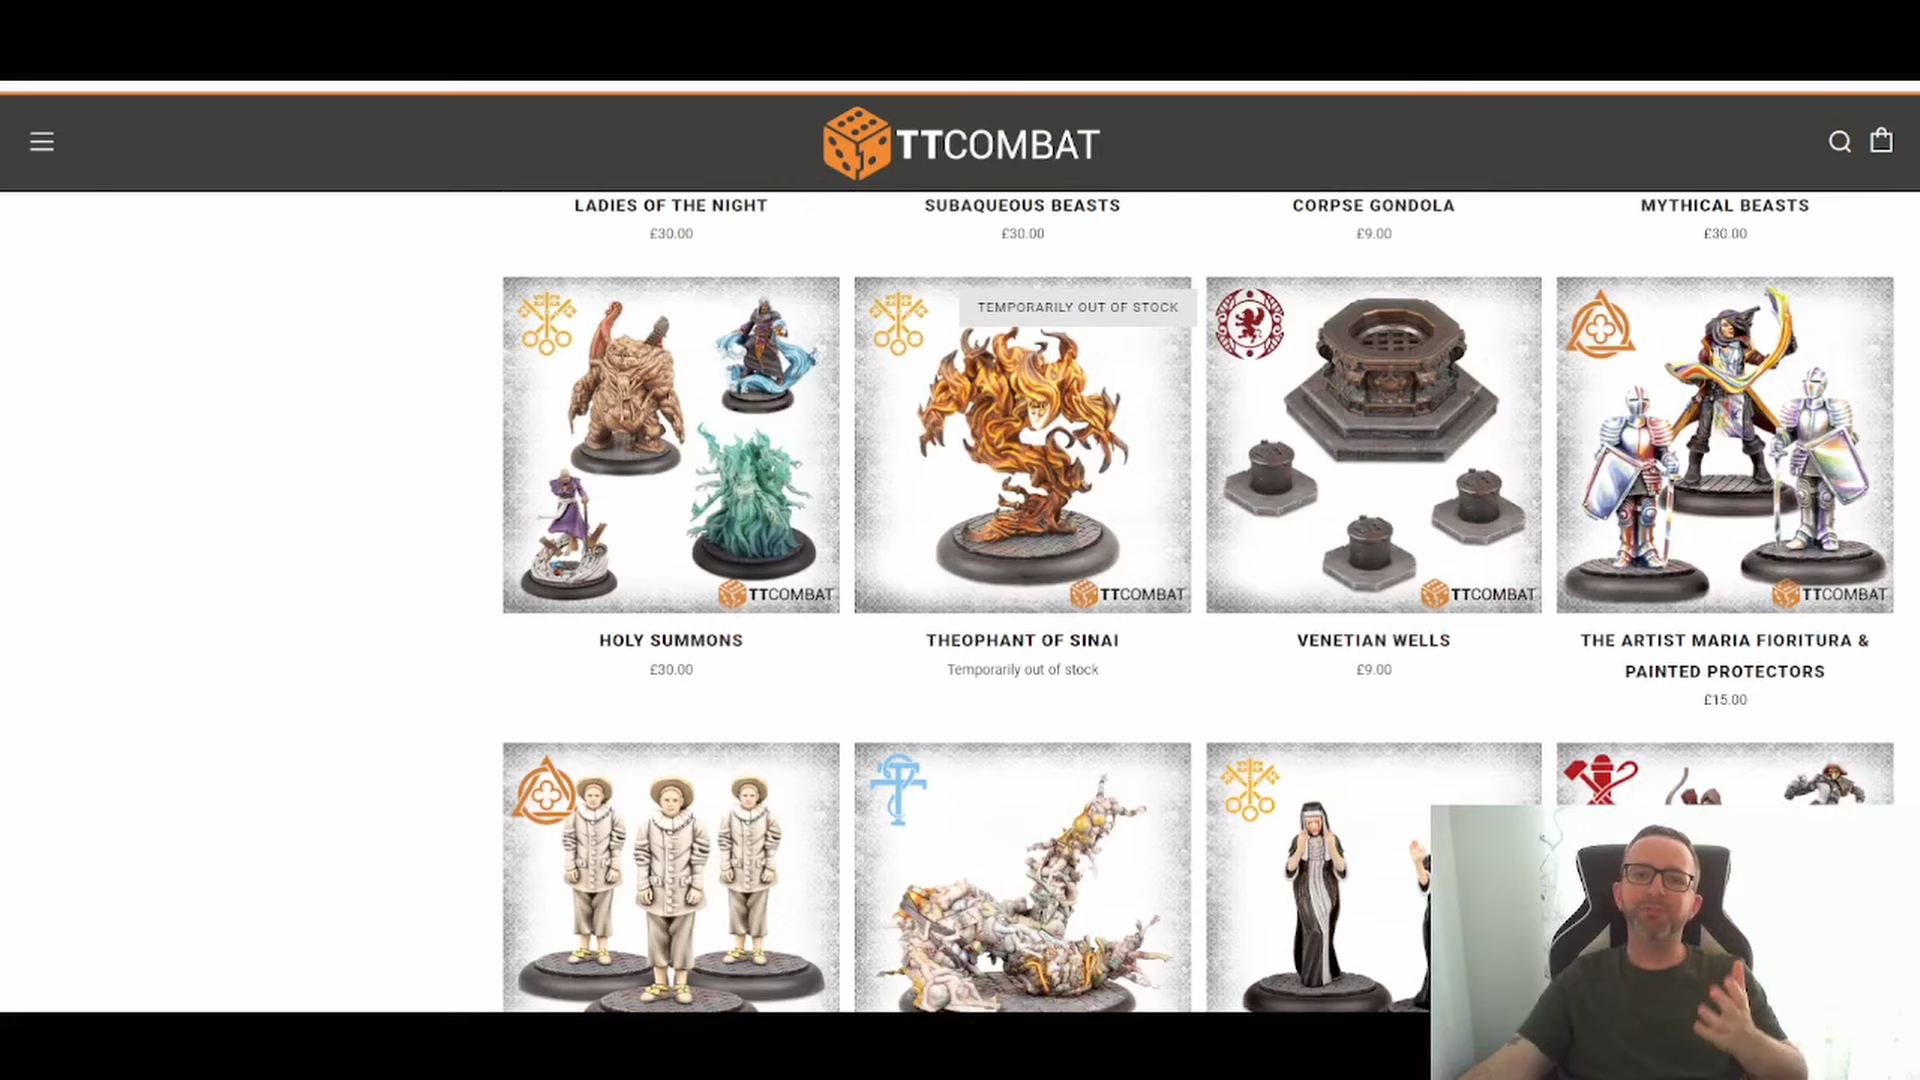 TTCOMBAT
LADIES OF THE NIGHT
£30.00
SUBAQUEOUS BEASTS
£30.00
CORPSE GONDOLA
£9.00
MYTHICAL BEASTS
£30.00
TEMPORARILY OUT OF STOCK
TTCOMBAT
TTCOMBAT
TTCOMBAT
TTCOMBAT
HOLY SUMMONS
£30.00
THEOPHANT OF SINAI
Temporarily out of stock
VENETIAN WELLS
£9.00
THE ARTIST MARIA FIORITURA &
PAINTED PROTECTORS
£15.00